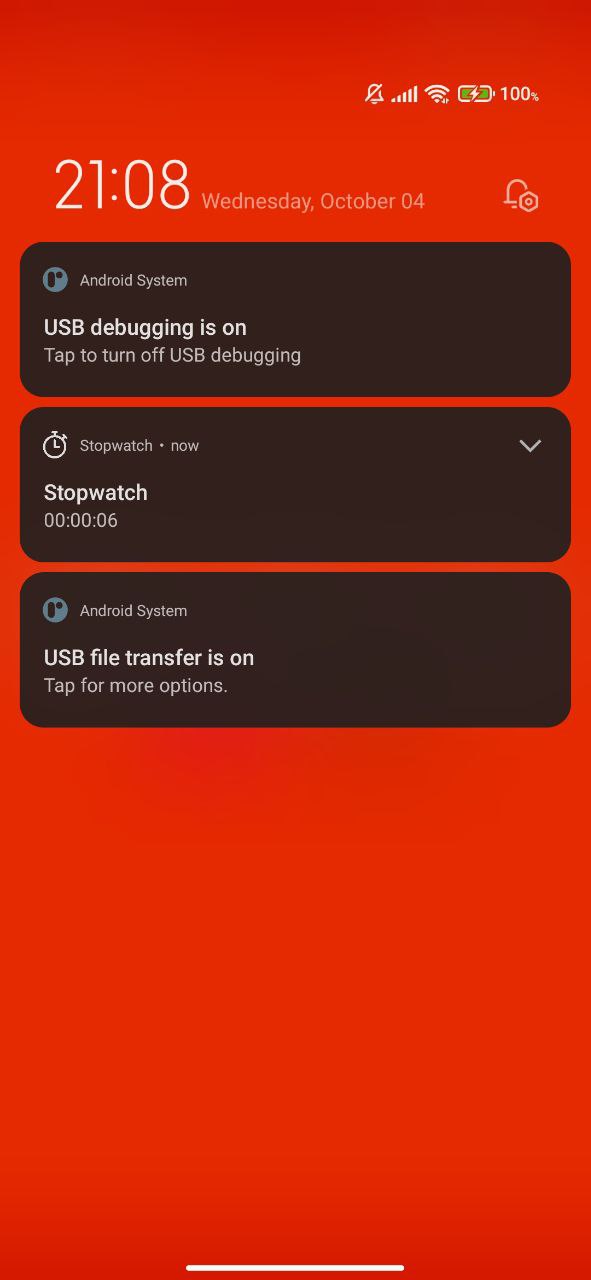 100%
21:08 Wednesday, October 04
Android System
USB debugging is on
Tap to turn off USB debugging
Stopwatch • now
Stopwatch
00:00:06
Android System
USB file transfer is on
Tap for more options.